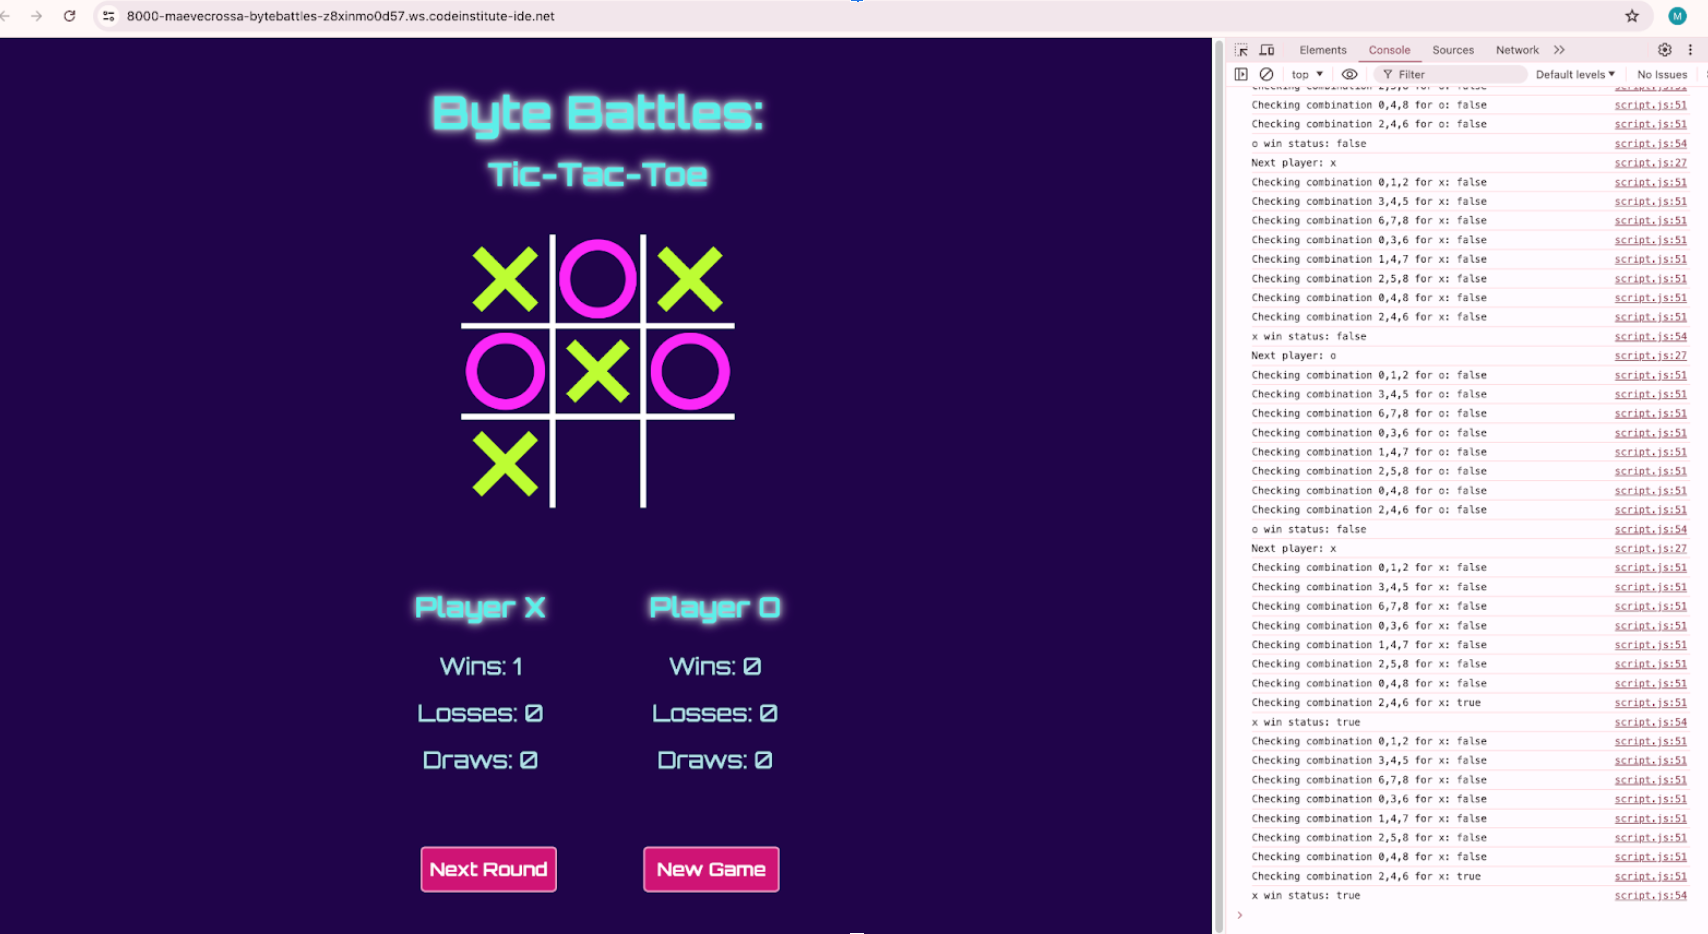 8000-maevecrossa-bytebattles-z8xinmo0d57.ws.codeinstitute-ide.net
M
Byte Battles:
Tic-Tac-Toe
Player X
Player O
Wins: 1
Wins: 0
Losses: 0
Losses: 0
Draws: 0
Draws: 0
Next Round
New Game
Elements Console Sources Network
top Filter Default levels No Issues
Checking combination 0,4,8 for o: false script.js:51
Checking combination 2,4,6 for o: false script.js:51
o win status: false script.js:54
Next player: x script.js:27
Checking combination 0,1,2 for x: false script.js:51
Checking combination 3,4,5 for x: false script.js:51
Checking combination 6,7,8 for x: false script.js:51
Checking combination 0,3,6 for x: false script.js:51
Checking combination 1,4,7 for x: false script.js:51
Checking combination 2,5,8 for x: false script.js:51
Checking combination 0,4,8 for x: false script.js:51
Checking combination 2,4,6 for x: false script.js:51
x win status: false script.js:54
Next player: o script.js:27
Checking combination 0,1,2 for o: false script.js:51
Checking combination 3,4,5 for o: false script.js:51
Checking combination 6,7,8 for o: false script.js:51
Checking combination 0,3,6 for o: false script.js:51
Checking combination 1,4,7 for o: false script.js:51
Checking combination 2,5,8 for o: false script.js:51
Checking combination 0,4,8 for o: false script.js:51
Checking combination 2,4,6 for o: false script.js:51
o win status: false script.js:54
Next player: x script.js:27
Checking combination 0,1,2 for x: false script.js:51
Checking combination 3,4,5 for x: false script.js:51
Checking combination 6,7,8 for x: false script.js:51
Checking combination 0,3,6 for x: false script.js:51
Checking combination 1,4,7 for x: false script.js:51
Checking combination 2,5,8 for x: false script.js:51
Checking combination 0,4,8 for x: false script.js:51
Checking combination 2,4,6 for x: true script.js:51
x win status: true script.js:54
Checking combination 0,1,2 for x: false script.js:51
Checking combination 3,4,5 for x: false script.js:51
Checking combination 6,7,8 for x: false script.js:51
Checking combination 0,3,6 for x: false script.js:51
Checking combination 1,4,7 for x: false script.js:51
Checking combination 2,5,8 for x: false script.js:51
Checking combination 0,4,8 for x: false script.js:51
Checking combination 2,4,6 for x: true script.js:51
x win status: true script.js:54